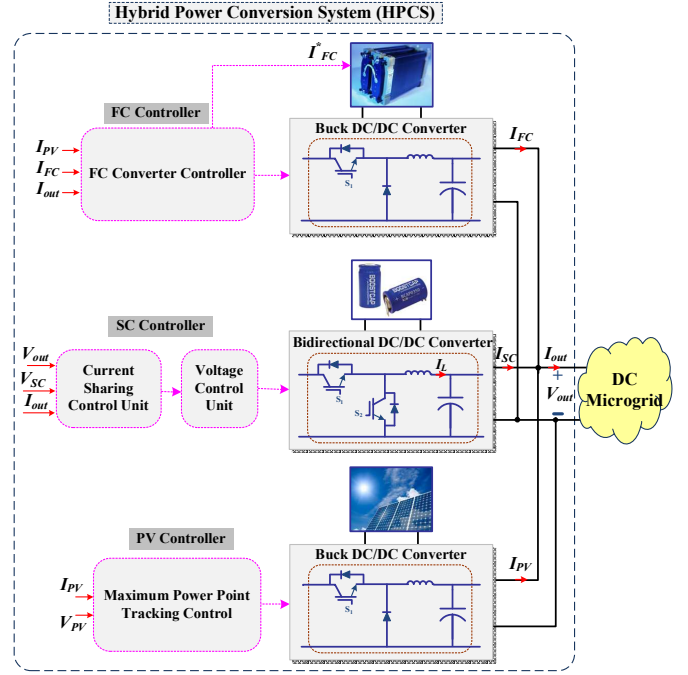 Hybrid Power Conversion System (HPCS)
I*FC
FC Controller
Buck DC/DC Converter
IPV
IFC
Iout
FC Converter Controller
S1
IFC
SC Controller
BOOSTCAP
BOOSTCAP
Bidirectional DC/DC Converter
Vout
VSC
Iout
Current
Sharing
Control Unit
Voltage
Control
Unit
S1
S2
IL
ISC
Iout
+
Vout
DC
Microgrid
PV Controller
Buck DC/DC Converter
IPV
VPV
Maximum Power Point
Tracking Control
S1
IPV